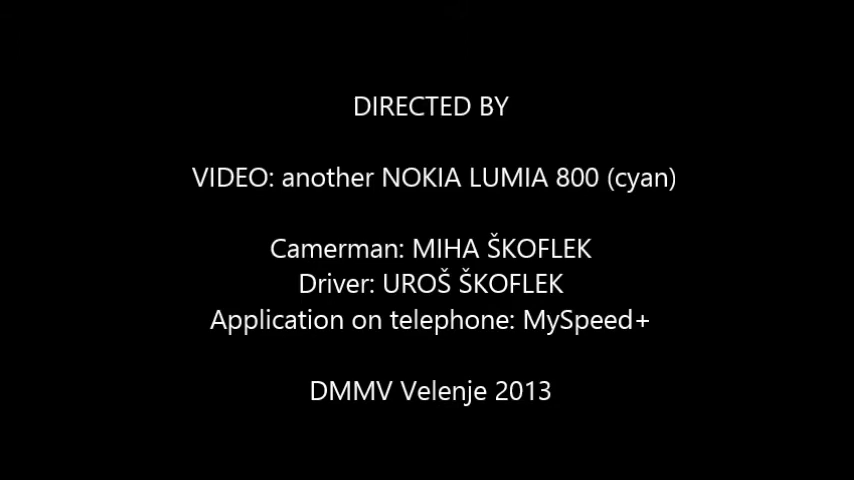 DIRECTED BY
VIDEO: another NOKIA LUMIA 800 (cyan)
Camerman: MIHA ŠKOFLEK
Driver: UROŠ ŠKOFLEK
Application on telephone: MySpeed+
DMMV Velenje 2013